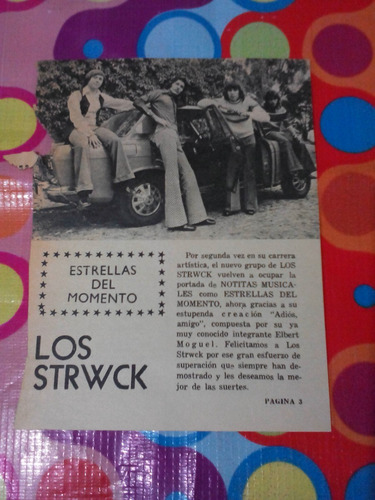 ESTRELLAS
DEL
MOMENTO
LOS
STRWCK
Por segunda vez en su carrera
artística, el nuevo grupo de LOS
STRWCK vuelven a ocupar la
portada de NOTITAS MUSICA-
LES como ESTRELLAS DEL
MOMENTO, ahora gracias a su
estupenda creación "Adiós,
amigo", compuesta por su ya
muy conocido integrante Elbert
Moguel. Felicitamos a Los
Strwck por ese gran esfuerzo de
superación que siempre han de-
mostrado y les deseamos la me-
jor de las suertes.
PAGINA 3